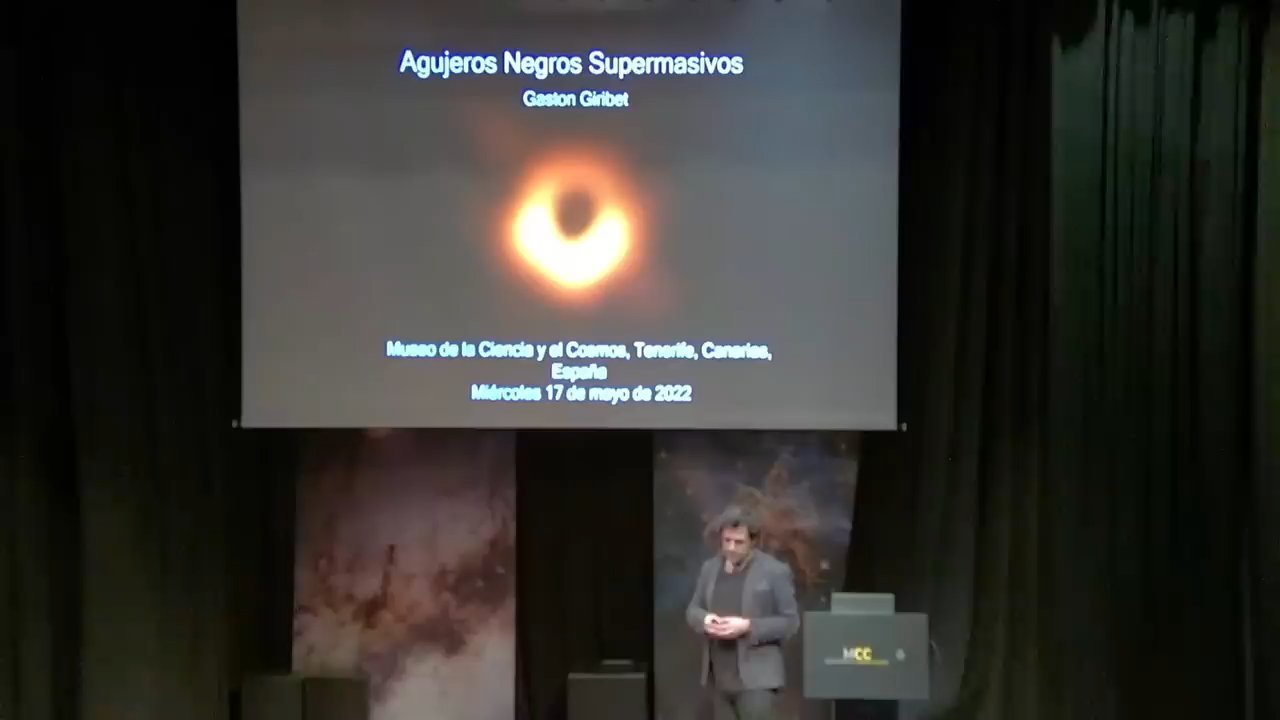 Agujeros Negros Supermasivos
Gaston Giribet
Museo de la Ciencia y el Cosmos, Tenerife, Canarias,
España
Miércoles 17 de mayo de 2022
MCC